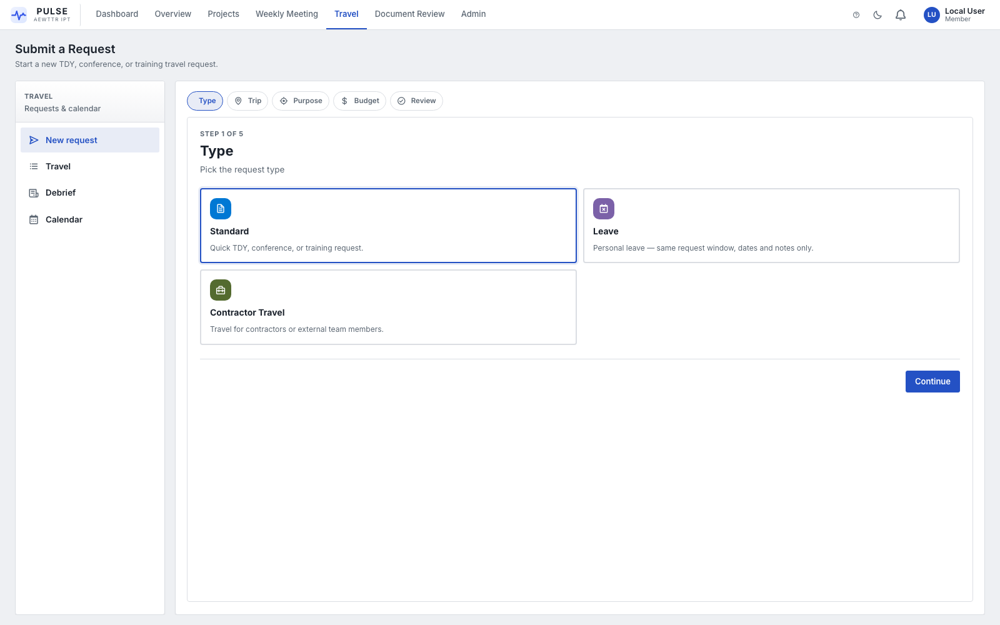 PULSE
AEWTTR IPT
Dashboard
Overview
Projects
Weekly Meeting
Travel
Document Review
Admin
LU
Local User
Member
Submit a Request
Start a new TDY, conference, or training travel request.
TRAVEL
Requests & calendar
New request
Travel
Debrief
Calendar
Type
Trip
Purpose
Budget
Review
STEP 1 OF 5
Type
Pick the request type
Standard
Quick TDY, conference, or training request.
Leave
Personal leave — same request window, dates and notes only.
Contractor Travel
Travel for contractors or external team members.
Continue